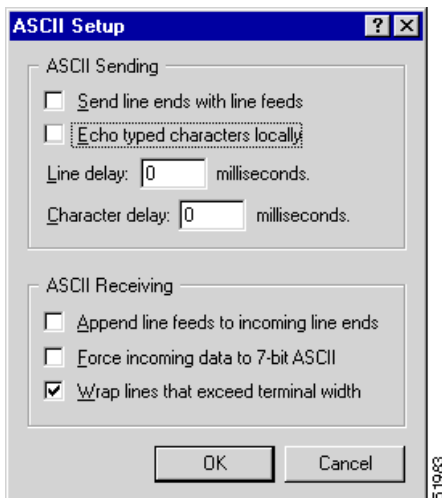 ASCII Setup
ASCII Sending
Send line ends with line feeds
Echo typed characters locally
Line delay: 0 milliseconds.
Character delay: 0 milliseconds.
ASCII Receiving
Append line feeds to incoming line ends
Force incoming data to 7-bit ASCII
Wrap lines that exceed terminal width
OK Cancel
51983